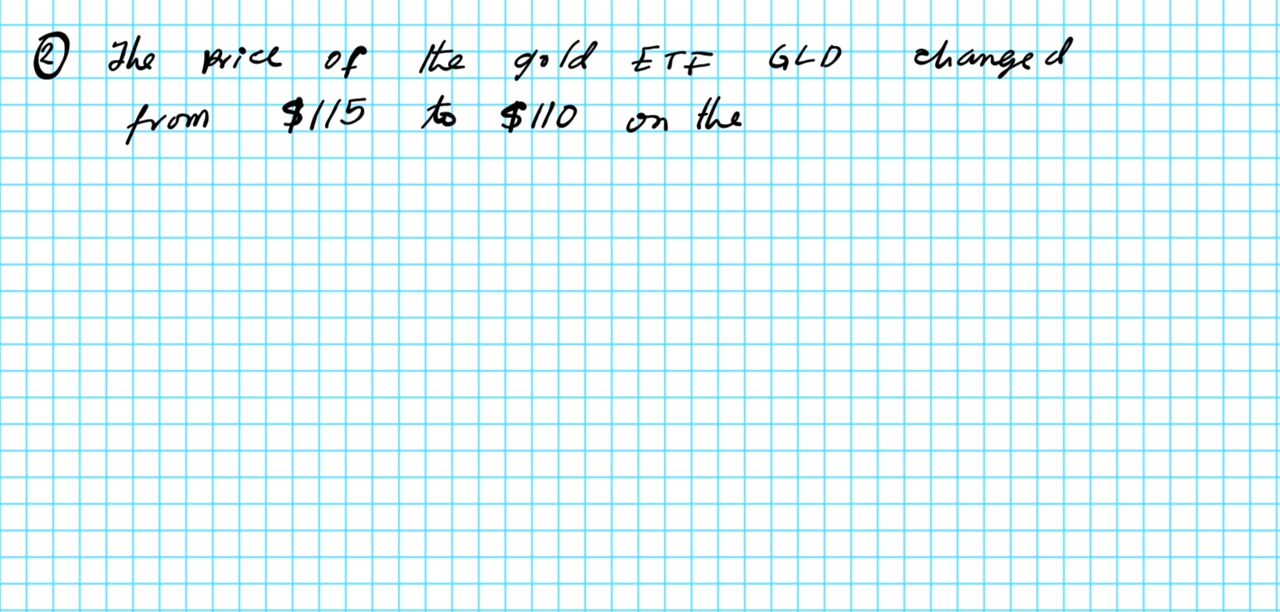 ② The price of the gold ETF GLD changed
from $115 to $110 on the